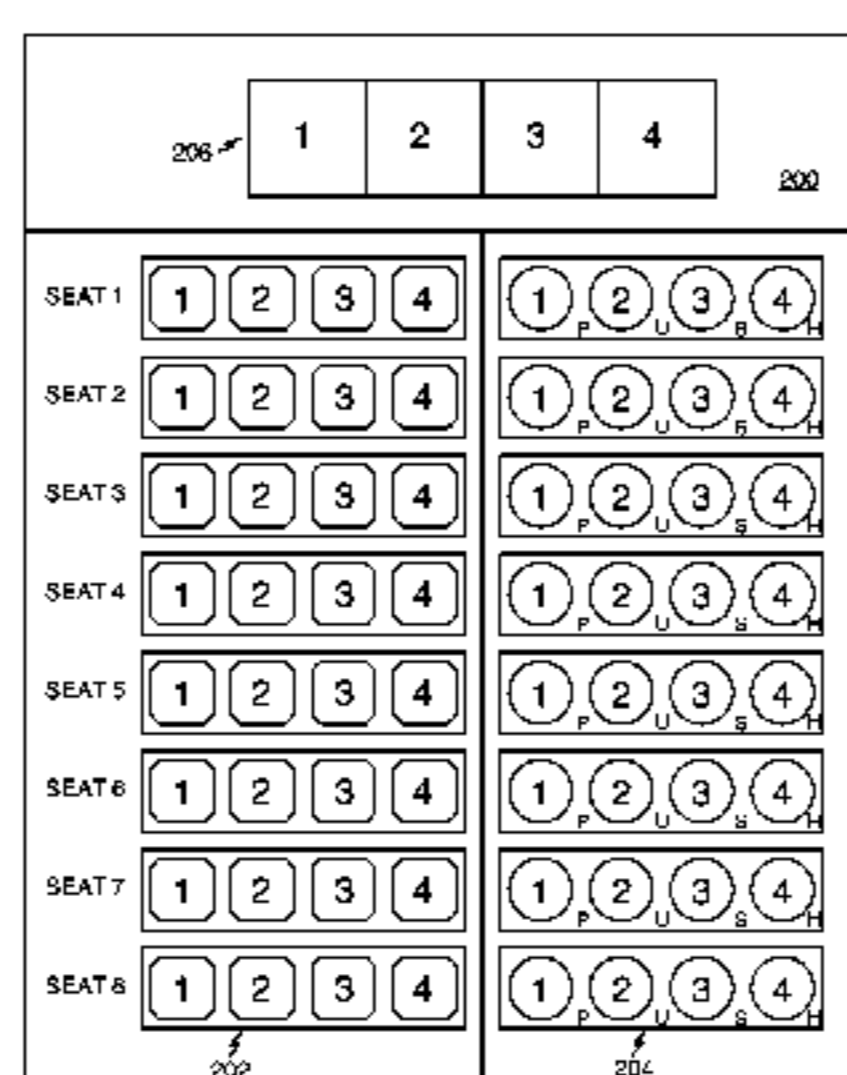 206 1 2 3 4
200
SEAT 1 1 2 3 4 1 P 2 U 3 S 4 H
SEAT 2 1 2 3 4 1 P 2 U 3 S 4 H
SEAT 3 1 2 3 4 1 P 2 U 3 S 4 H
SEAT 4 1 2 3 4 1 P 2 U 3 S 4 H
SEAT 5 1 2 3 4 1 P 2 U 3 S 4 H
SEAT 6 1 2 3 4 1 P 2 U 3 S 4 H
SEAT 7 1 2 3 4 1 P 2 U 3 S 4 H
SEAT 8 1 2 3 4 1 P 2 U 3 S 4 H
202 204